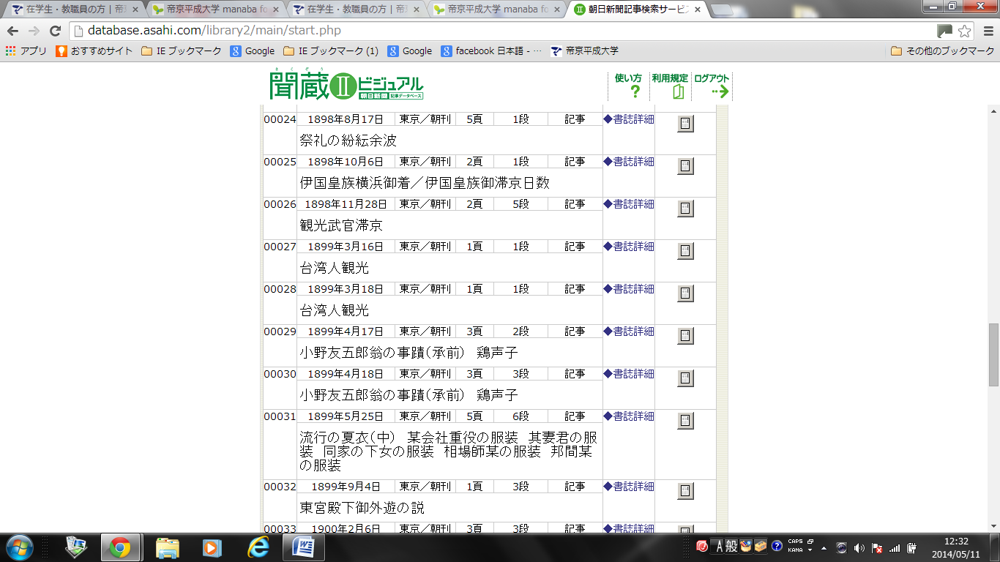 在学生・教職員の方 | 帝京
帝京平成大学 manaba fo
在学生・教職員の方 | 帝京
帝京平成大学 manaba fo
朝日新聞記事検索サービス
database.asahi.com/library2/main/start.php
アプリ おすすめサイト IE ブックマーク Google IE ブックマーク (1) Google facebook 日本語 - … 帝京平成大学 その他のブックマーク
きくぞう
聞蔵Ⅱビジュアル
朝日新聞 記事データベース
使い方 利用規定 ログアウト
00024 1898年8月17日 東京/朝刊 5頁 1段 記事 ◆書誌詳細
祭礼の紛紜余波
00025 1898年10月6日 東京/朝刊 2頁 1段 記事 ◆書誌詳細
伊国皇族横浜御着/伊国皇族御滞京日数
00026 1898年11月28日 東京/朝刊 2頁 5段 記事 ◆書誌詳細
観光武官滞京
00027 1899年3月16日 東京/朝刊 1頁 1段 記事 ◆書誌詳細
台湾人観光
00028 1899年3月18日 東京/朝刊 1頁 1段 記事 ◆書誌詳細
台湾人観光
00029 1899年4月17日 東京/朝刊 3頁 2段 記事 ◆書誌詳細
小野友五郎翁の事蹟(承前) 鶏声子
00030 1899年4月18日 東京/朝刊 3頁 3段 記事 ◆書誌詳細
小野友五郎翁の事蹟(承前) 鶏声子
00031 1899年5月25日 東京/朝刊 5頁 6段 記事 ◆書誌詳細
流行の夏衣(中) 某会社重役の服装 其妻君の服
装 同家の下女の服装 相場師某の服装 邦間某
の服装
00032 1899年9月4日 東京/朝刊 1頁 3段 記事 ◆書誌詳細
東宮殿下御外遊の説
00033 1900年2月6日 東京/朝刊 3頁 3段 記事 ◆書誌詳細
A 般 CAPS KANA
12:32
2014/05/11